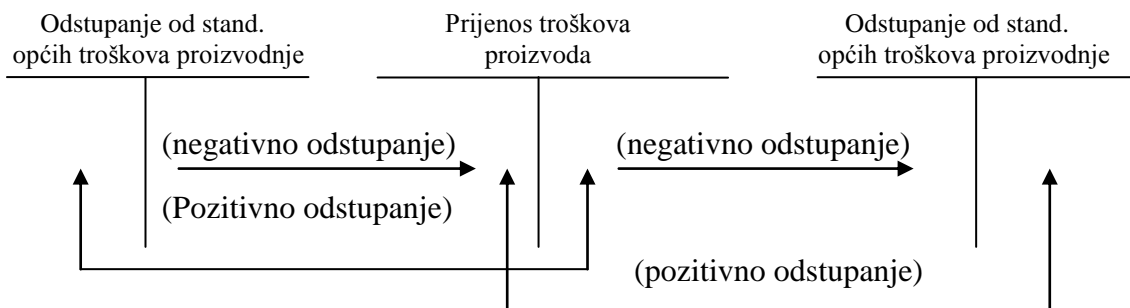 Odstupanje od stand.
općih troškova proizvodnje
Prijenos troškova
proizvoda
Odstupanje od stand.
općih troškova proizvodnje
(negativno odstupanje)
(negativno odstupanje)
(Pozitivno odstupanje)
(pozitivno odstupanje)